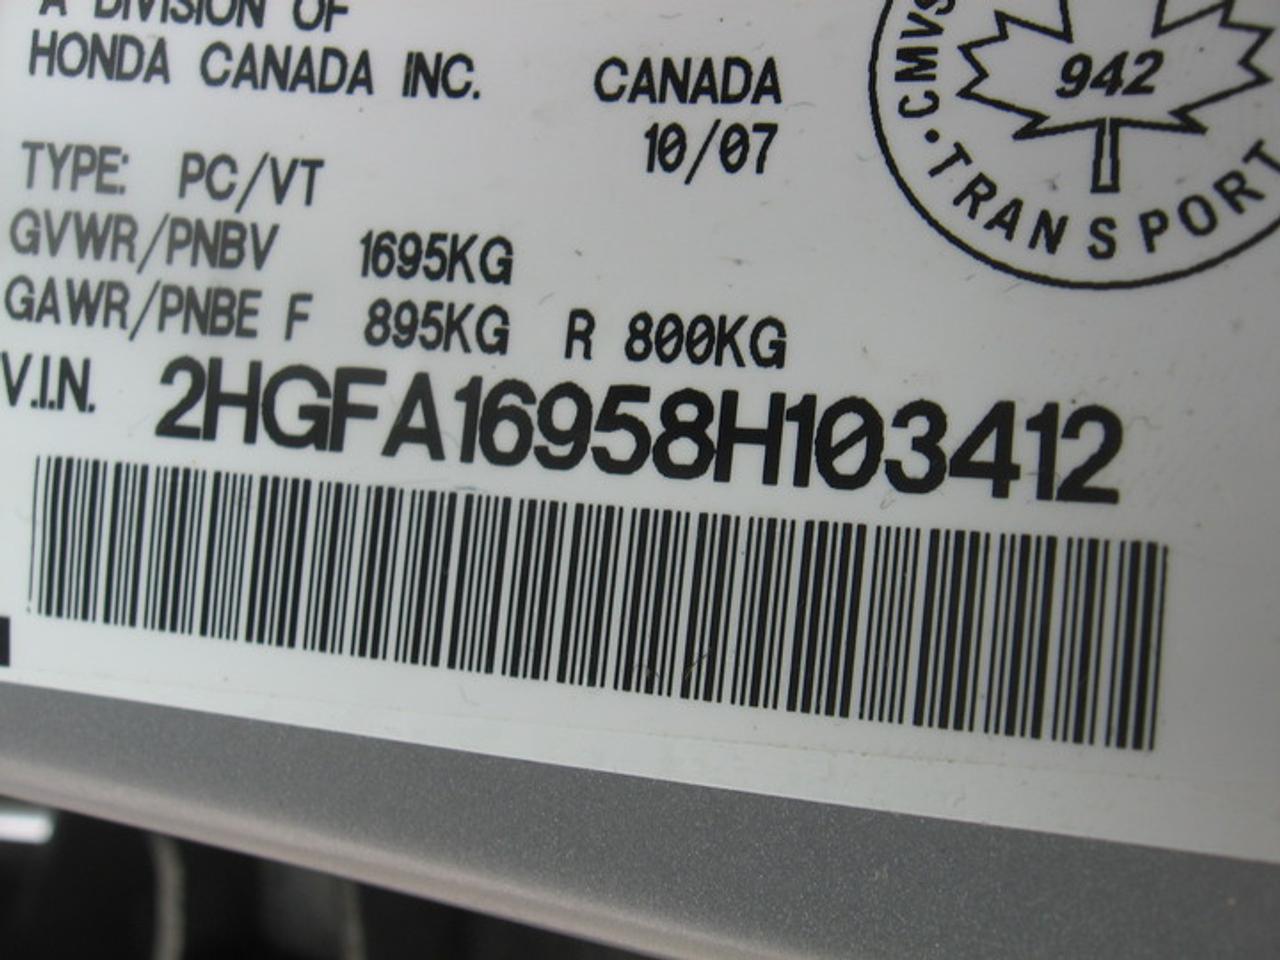 A DIVISION OF
HONDA CANADA INC. CANADA
10/07
TYPE: PC/VT
GVWR/PNBV 1695KG
GAWR/PNBE F 895KG R 800KG
V.I.N. 2HGFA16958H103412
942
CMVS
• TRANSPORT